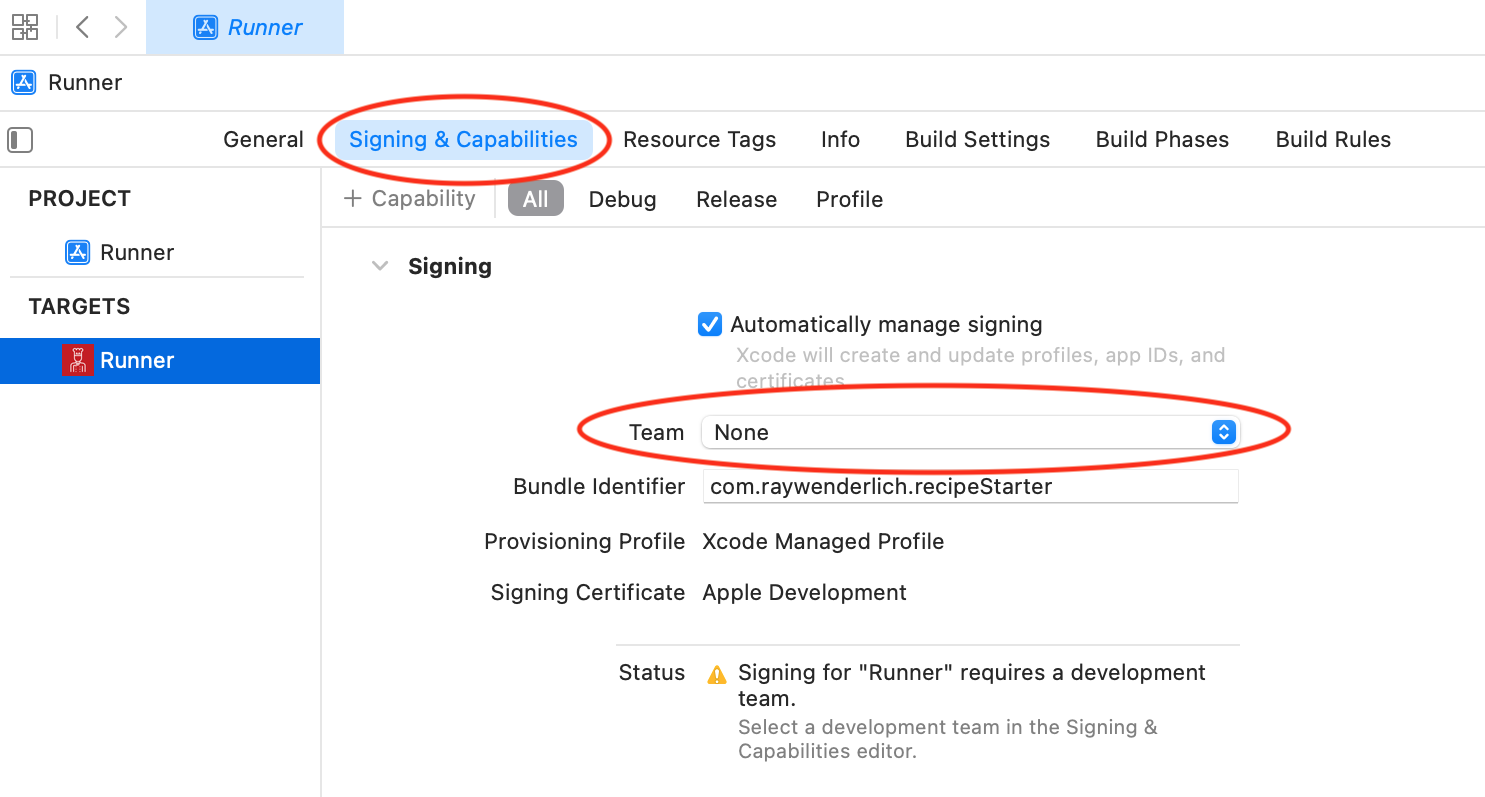 Runner
Runner
General Signing & Capabilities Resource Tags Info Build Settings Build Phases Build Rules
PROJECT
Runner
TARGETS
Runner
+ Capability All Debug Release Profile
Signing
Automatically manage signing
Xcode will create and update profiles, app IDs, and
certificates.
Team None
Bundle Identifier com.raywenderlich.recipeStarter
Provisioning Profile Xcode Managed Profile
Signing Certificate Apple Development
Status Signing for "Runner" requires a development
team.
Select a development team in the Signing &
Capabilities editor.